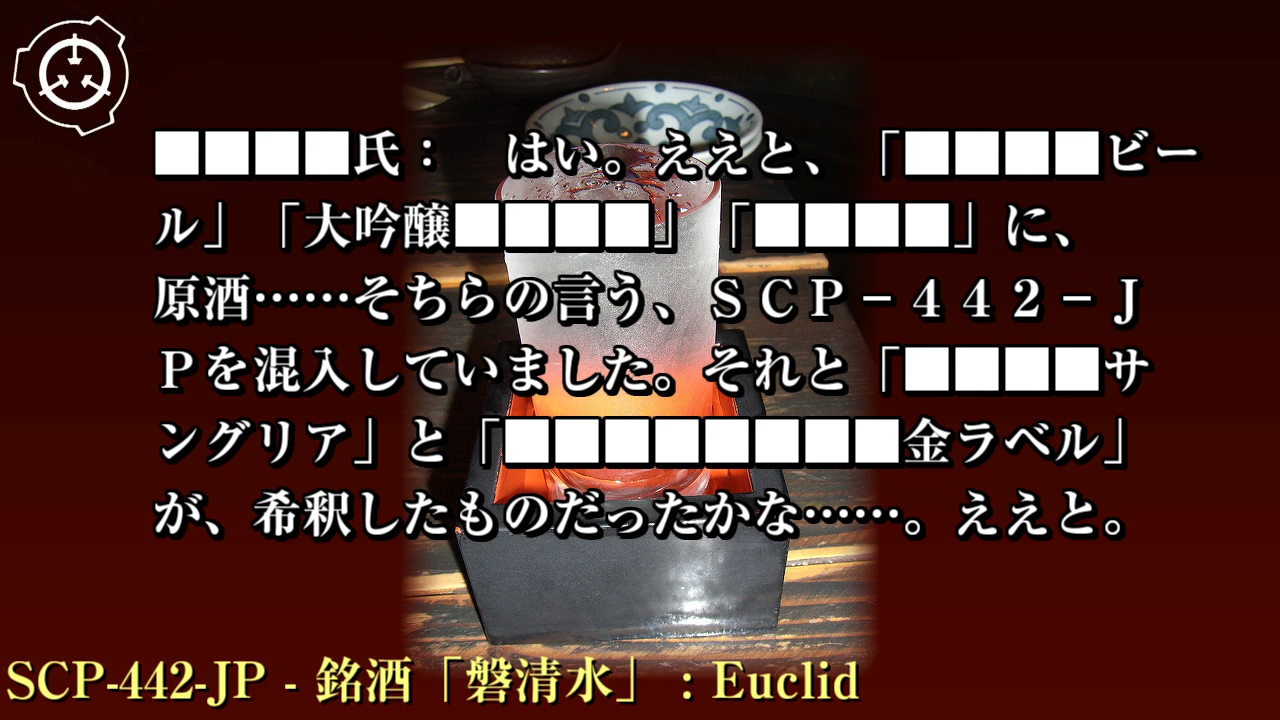 ■■■■氏：　はい。ええと、「■■■■ビー
ル」「大吟醸■■■■」「■■■■」に、
原酒……そちらの言う、ＳＣＰ－４４２－Ｊ
Ｐを混入していました。それと「■■■■サ
ングリア」と「■■■■■■■■金ラベル」
が、希釈したものだったかな……。ええと。
SCP-442-JP - 銘酒「磐清水」 : Euclid